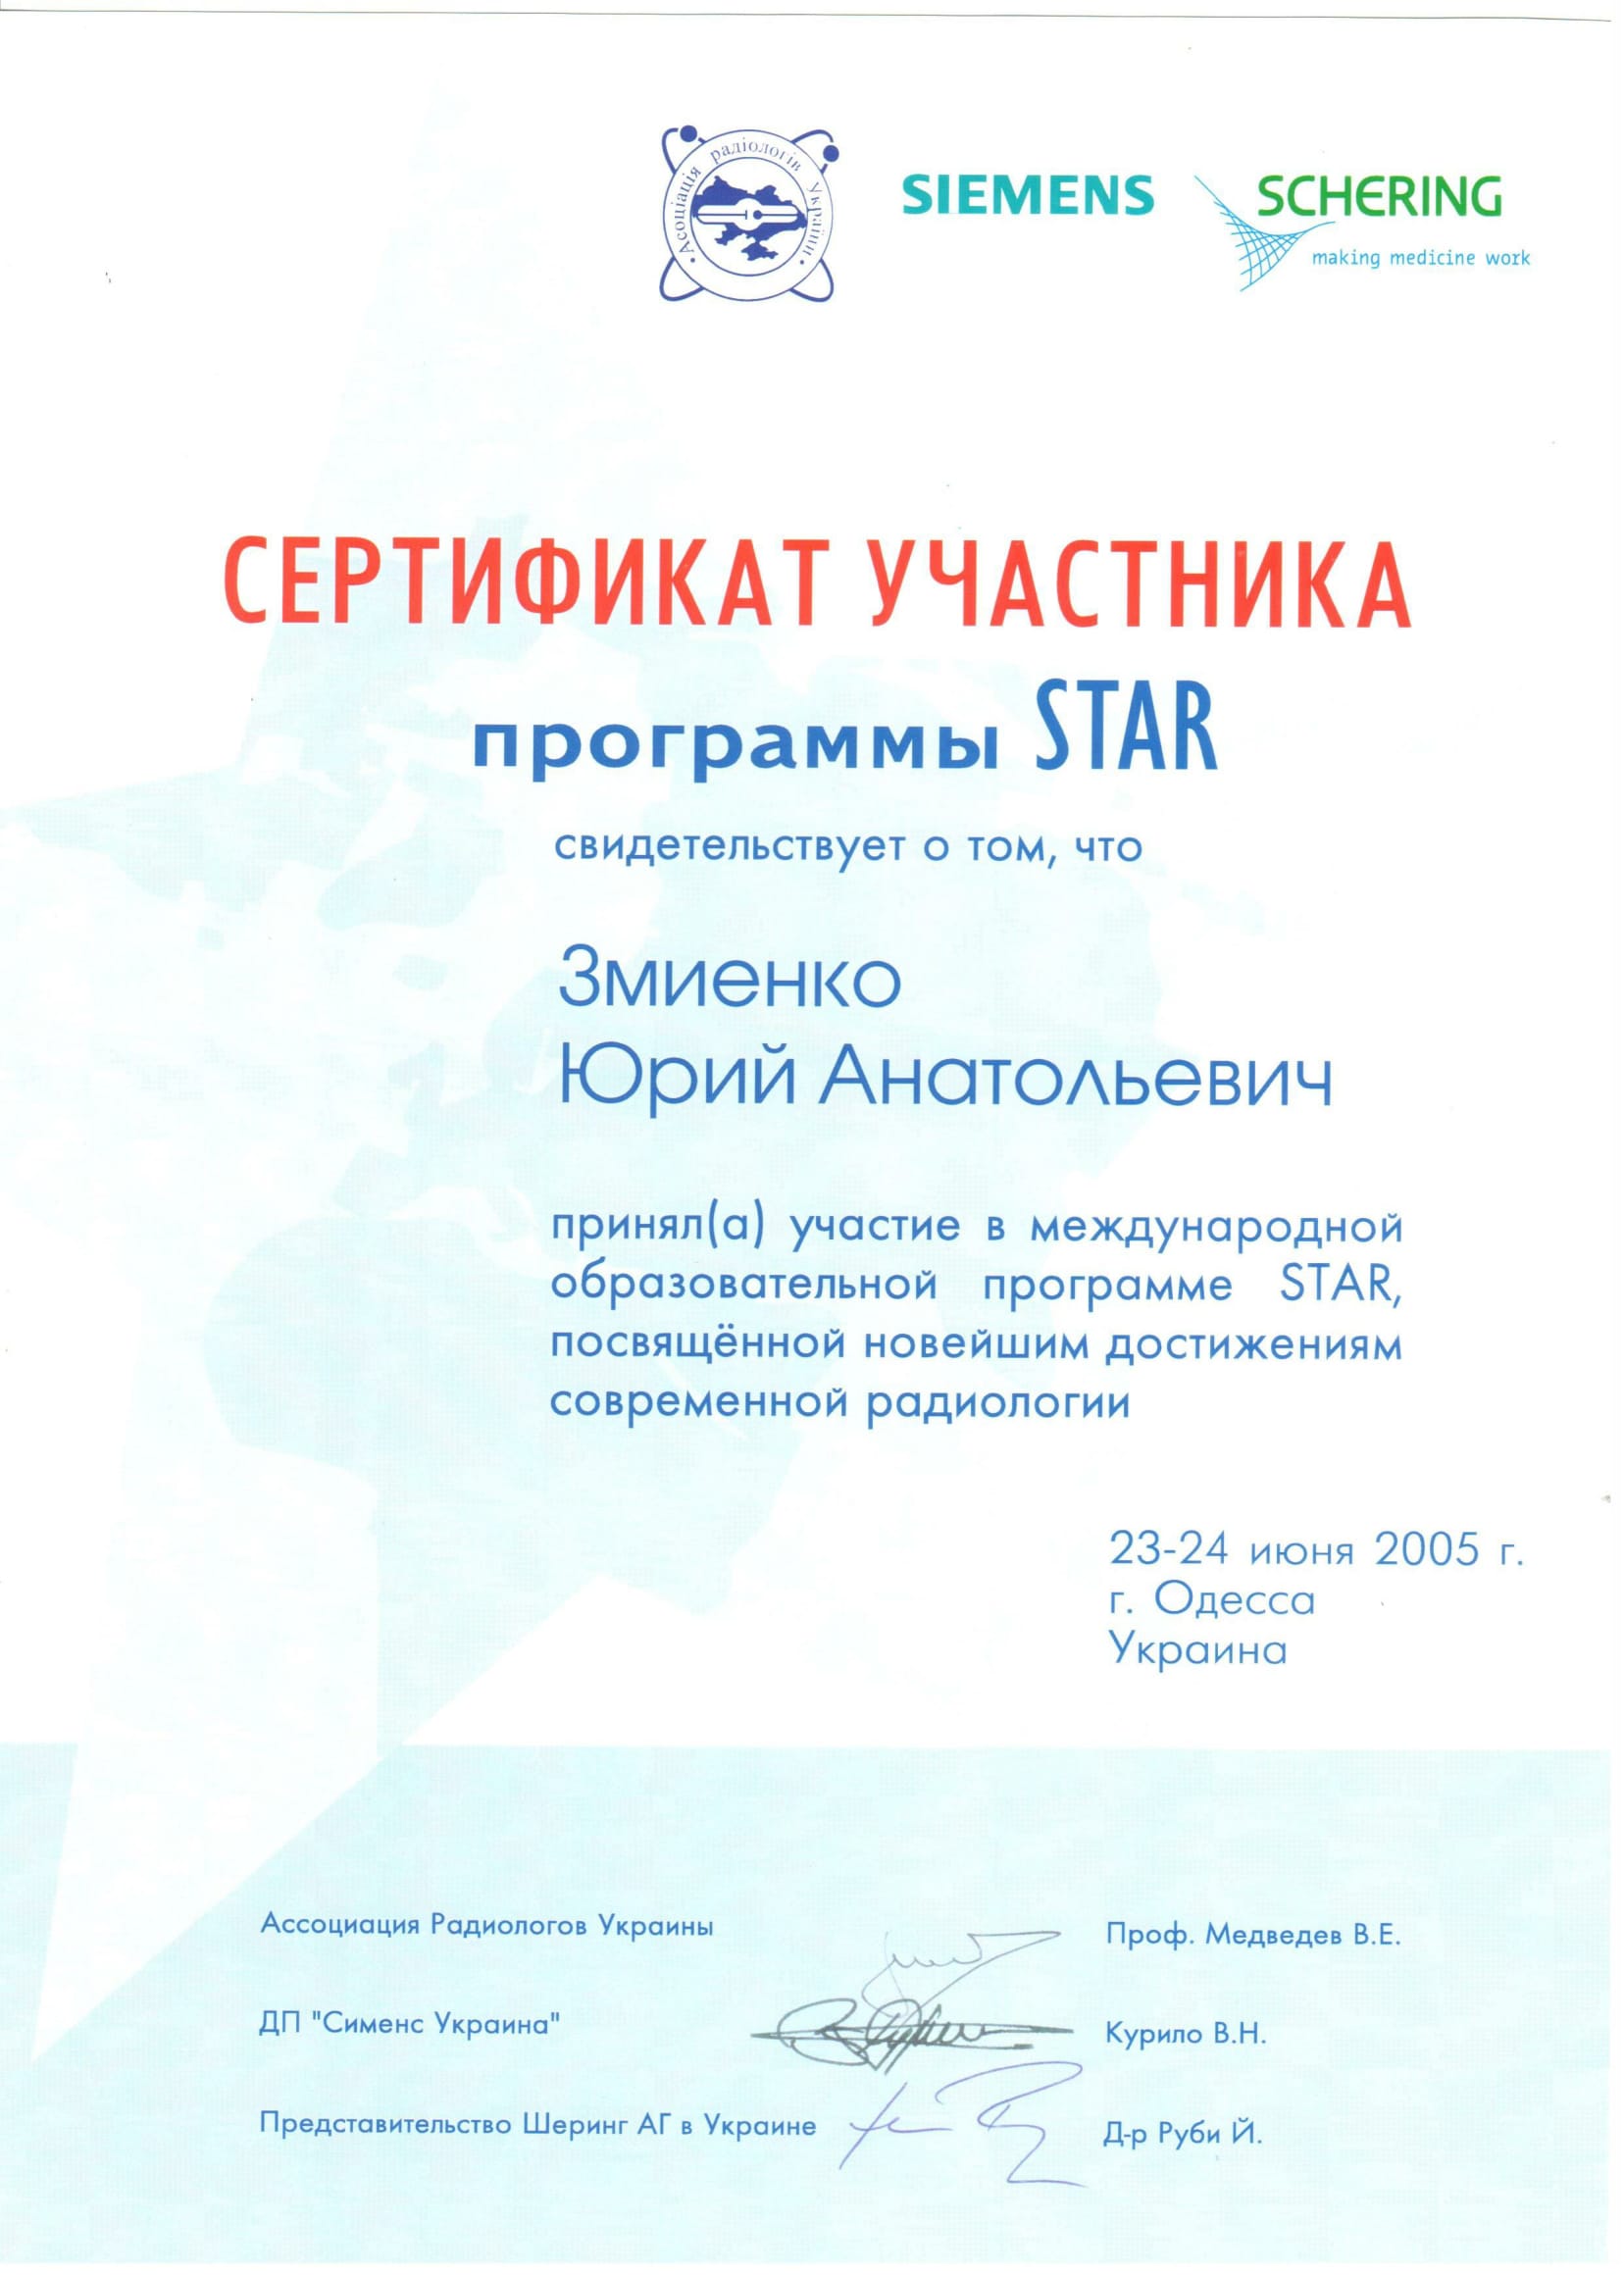 • Асоціація радіологів України •
SIEMENS
SCHERING
making medicine work
СЕРТИФИКАТ УЧАСТНИКА
программы STAR
свидетельствует о том, что
Змиенко
Юрий Анатольевич
принял(а) участие в международной
образовательной программе STAR,
посвящённой новейшим достижениям
современной радиологии
23-24 июня 2005 г.
г. Одесса
Украина
Ассоциация Радиологов Украины
Проф. Медведев В.Е.
ДП "Сименс Украина"
Курило В.Н.
Представительство Шеринг АГ в Украине
Д-р Руби Й.